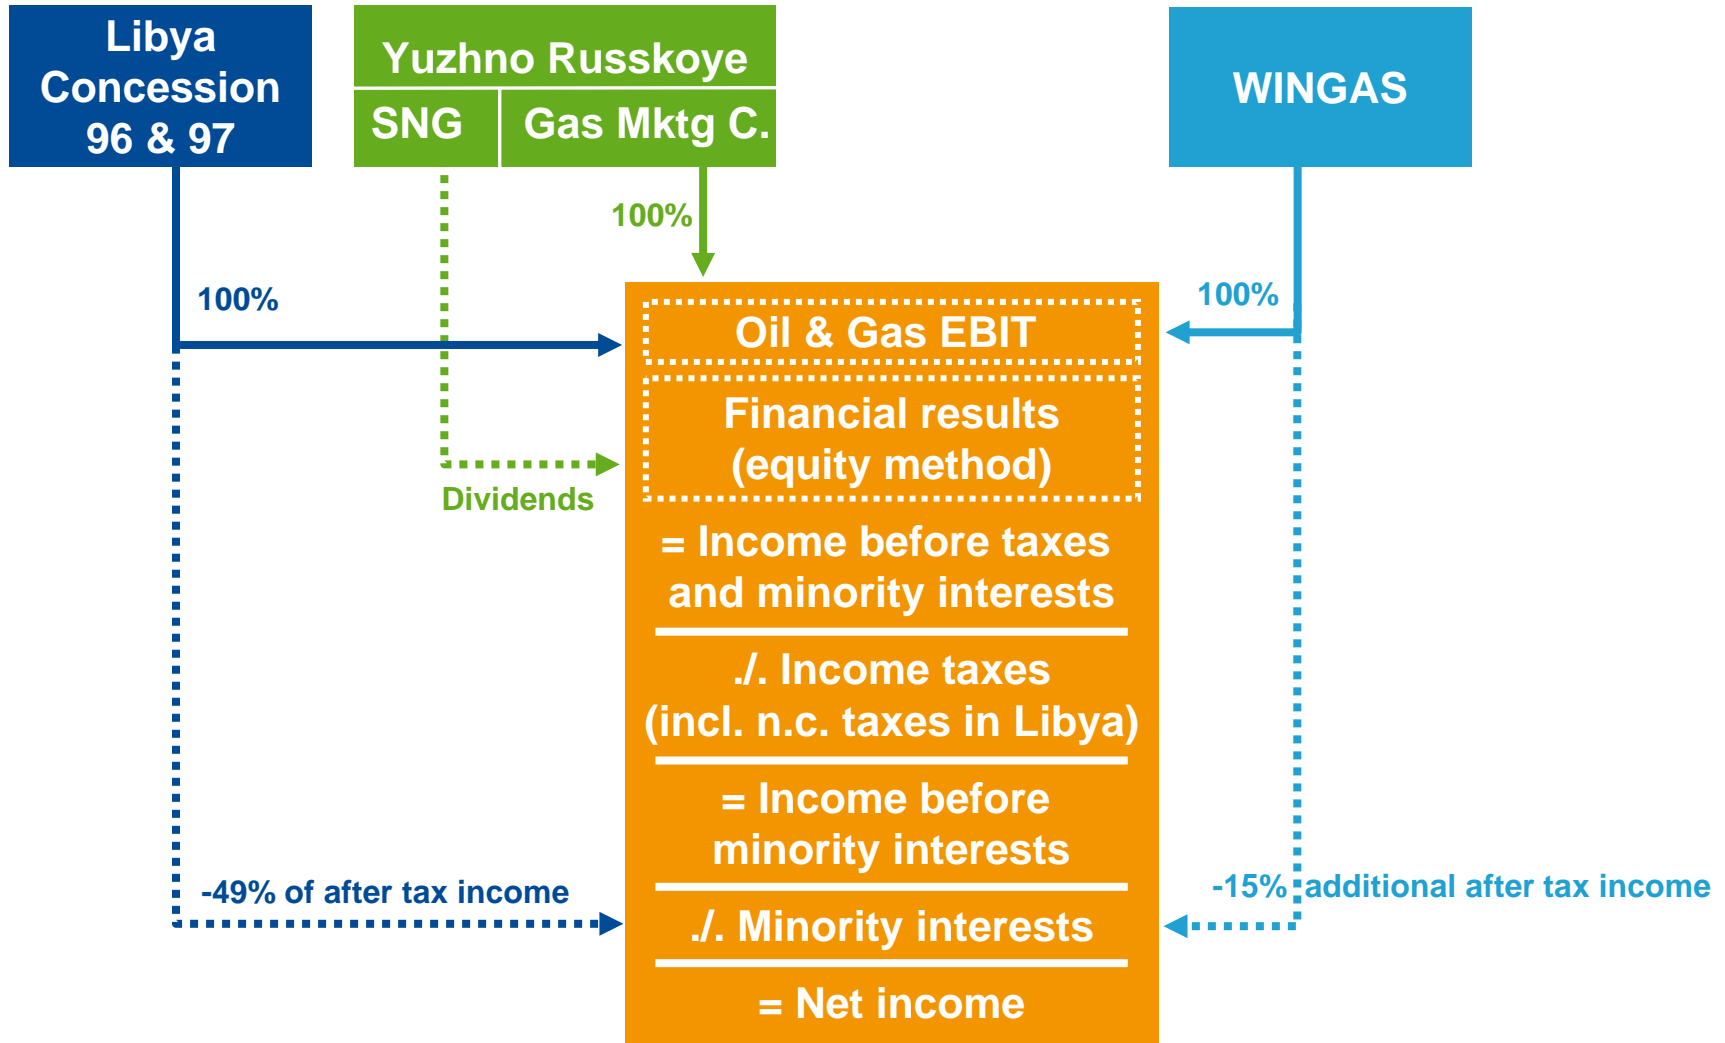 Libya
Concession
96 & 97
Yuzhno Russkoye
SNG
Gas Mktg C.
WINGAS
100%
100%
100%
Oil & Gas EBIT
Financial results
(equity method)
Dividends
= Income before taxes
and minority interests
./. Income taxes
(incl. n.c. taxes in Libya)
= Income before
minority interests
-49% of after tax income
-15% additional after tax income
./. Minority interests
= Net income